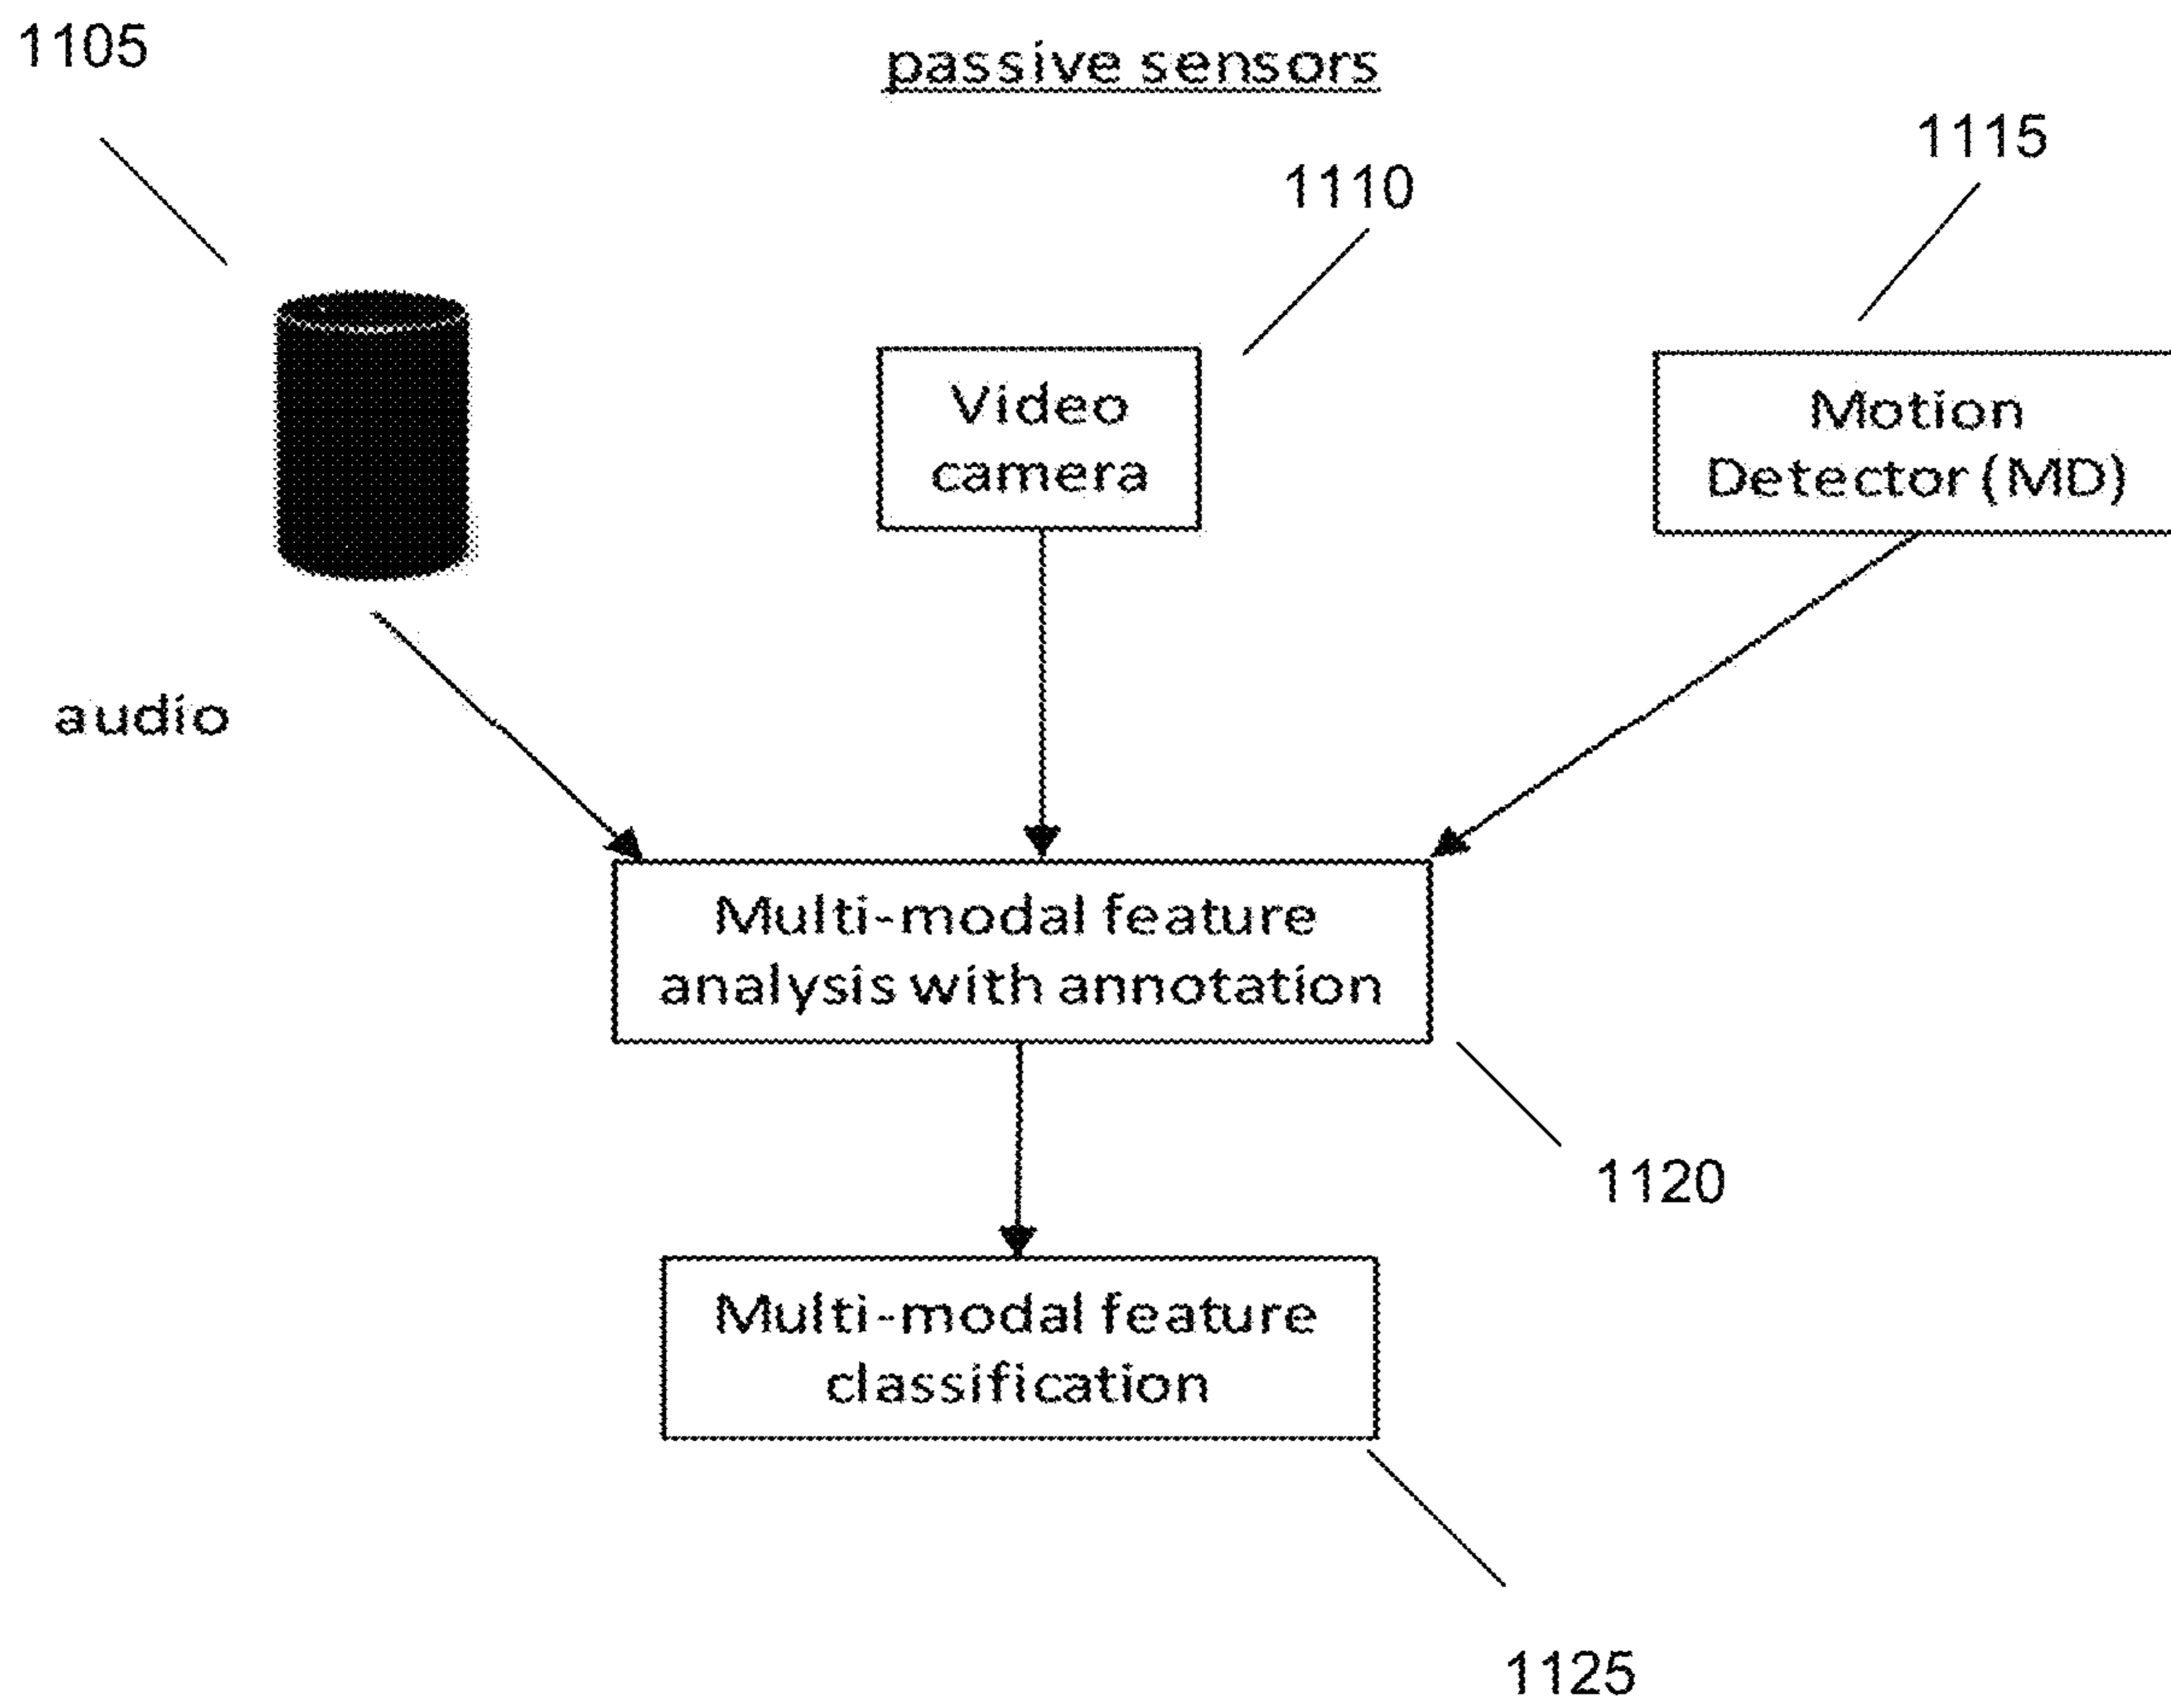 1105
passive sensors
1115
1110
Video
camera
Motion
Detector (MD)
audio
Multi-modal feature
analysis with annotation
1120
Multi-modal feature
classification
1125